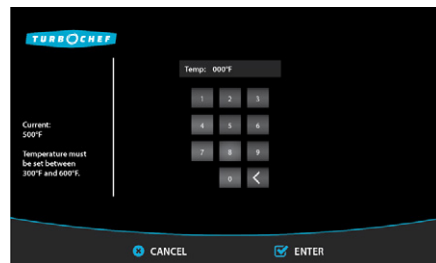 TURBOCHEF
Temp: 000°F
1 2 3
4 5 6
7 8 9
0 <
Current:
500°F
Temperature must
be set between
300°F and 600°F.
CANCEL ENTER